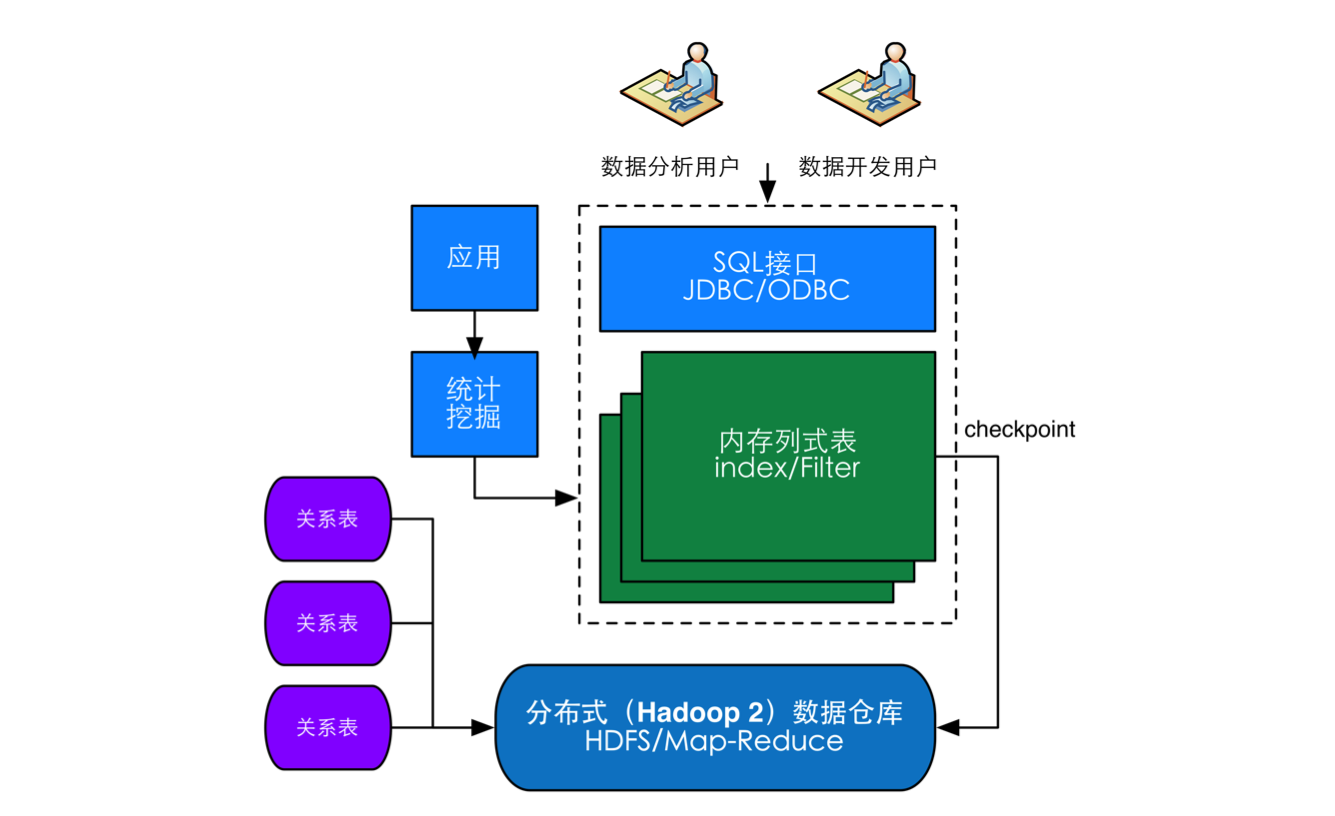 数据分析用户
数据开发用户
应用
SQL接口
JDBC/ODBC
统计
挖掘
内存列式表
index/Filter
checkpoint
关系表
关系表
关系表
分布式（Hadoop 2）数据仓库
HDFS/Map-Reduce